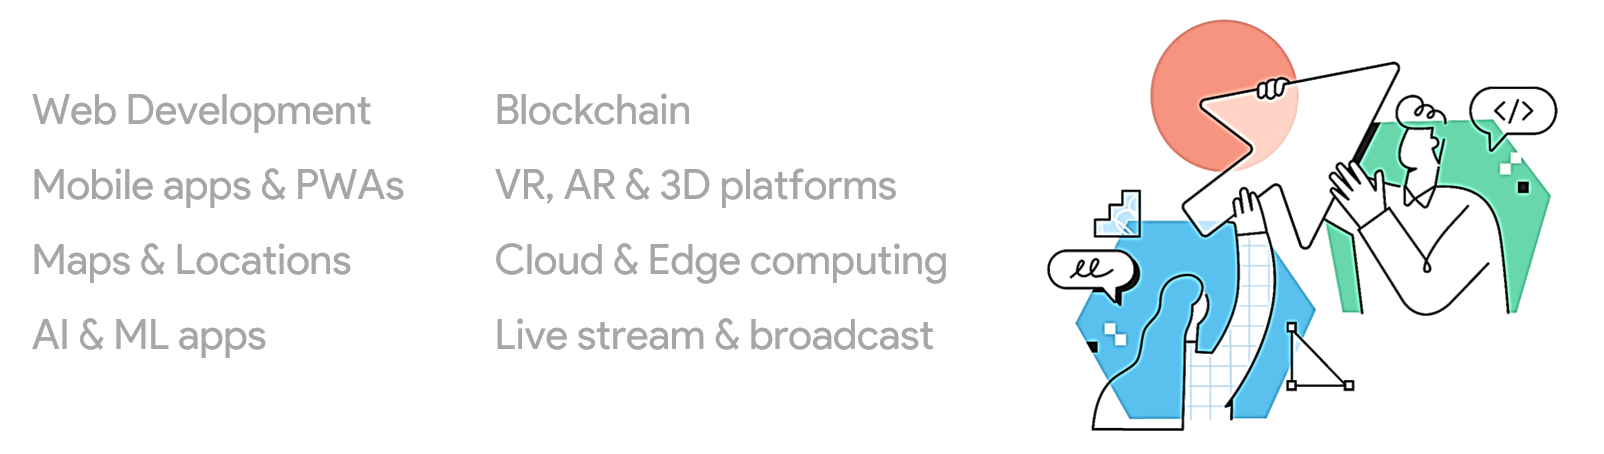 Web Development
Mobile apps & PWAs
Maps & Locations
AI & ML apps
Blockchain
VR, AR & 3D platforms
Cloud & Edge computing
Live stream & broadcast
</>